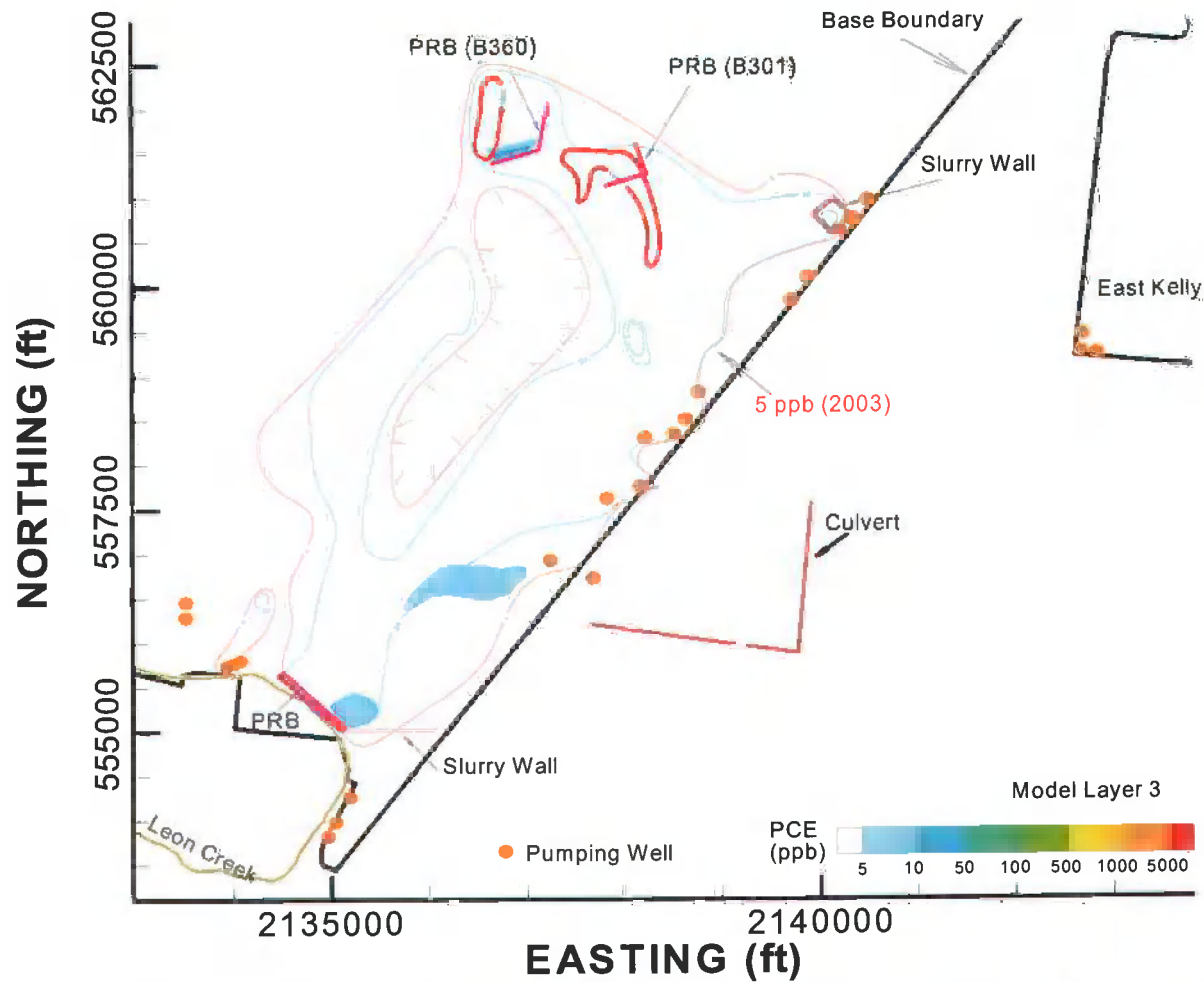 Base Boundary
PRB (B360)
PRB (B301)
Slurry Wall
East Kelly
5 ppb (2003)
Culvert
PRB
Slurry Wall
Leon Creek
Pumping Well
Model Layer 3
PCE
(ppb)
5 10 50 100 500 1000 5000
562500
560000
557500
555000
NORTHING (ft)
2135000 2140000
EASTING (ft)